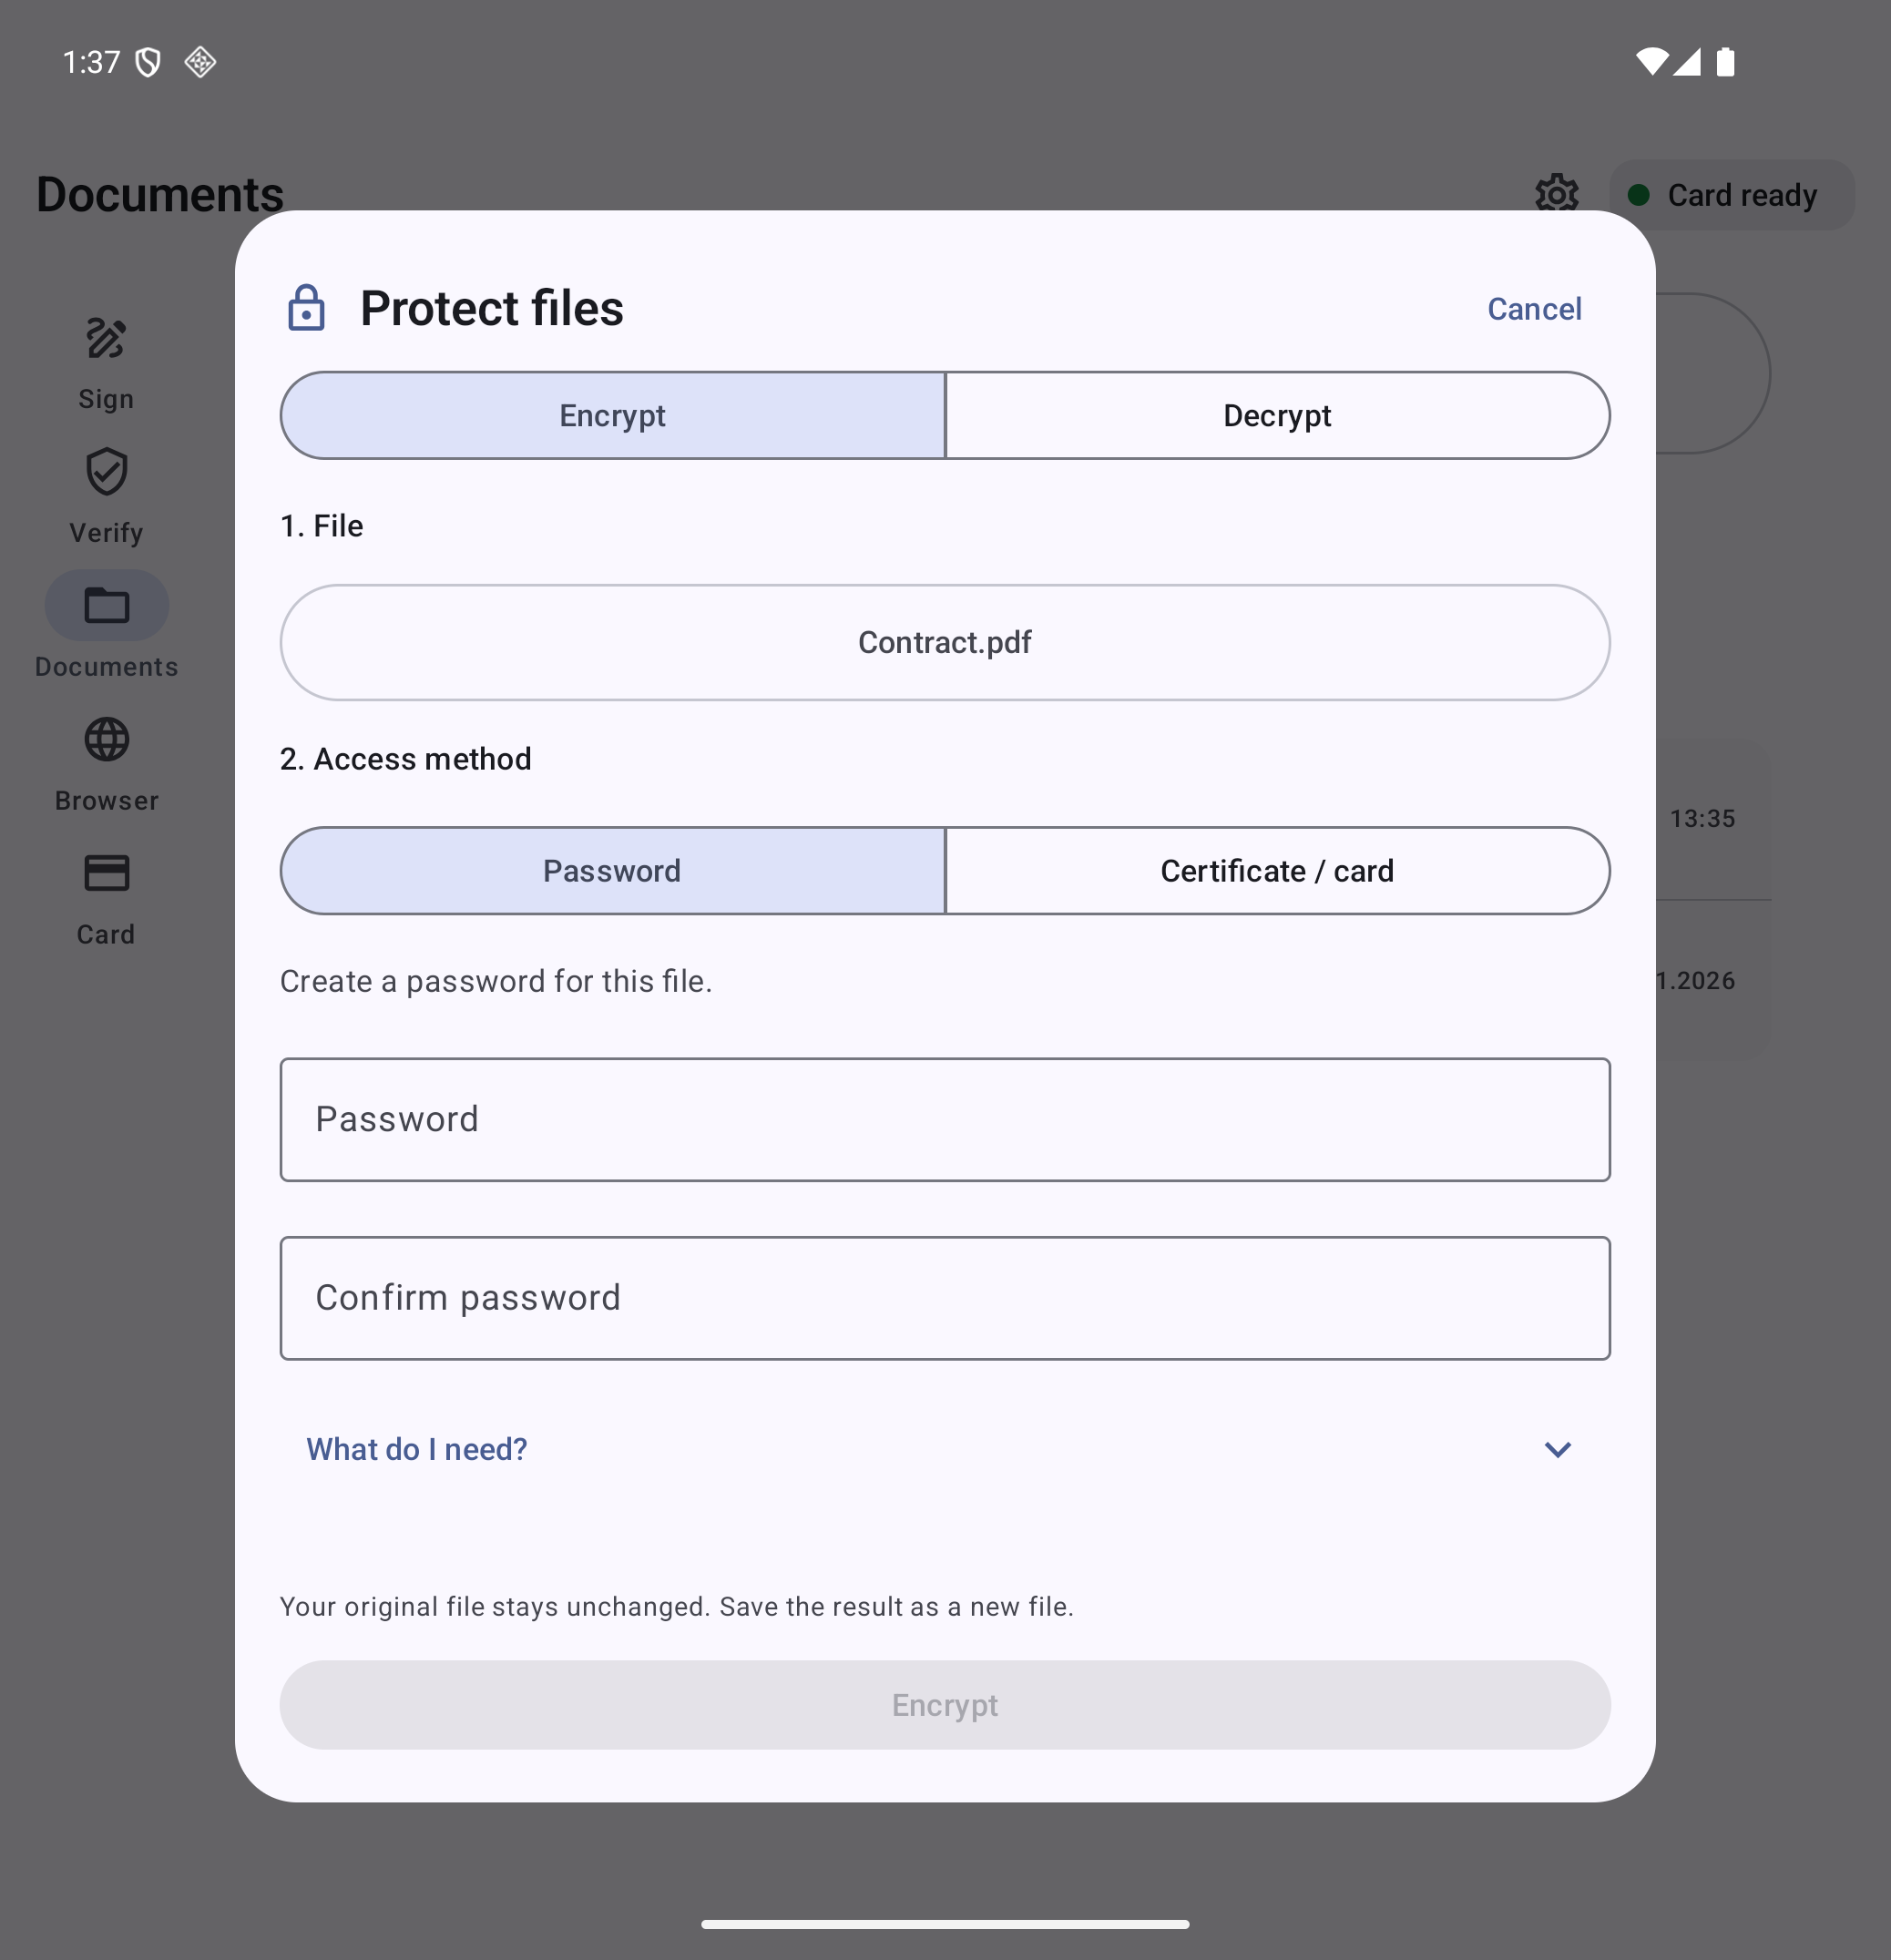 1:37
Documents
Card ready
Protect files
Cancel
Encrypt
Decrypt
Sign
1. File
Verify
Contract.pdf
Documents
2. Access method
Browser
13:35
Password
Certificate / card
Card
Create a password for this file.
1.2026
Password
Confirm password
What do I need?
Your original file stays unchanged. Save the result as a new file.
Encrypt